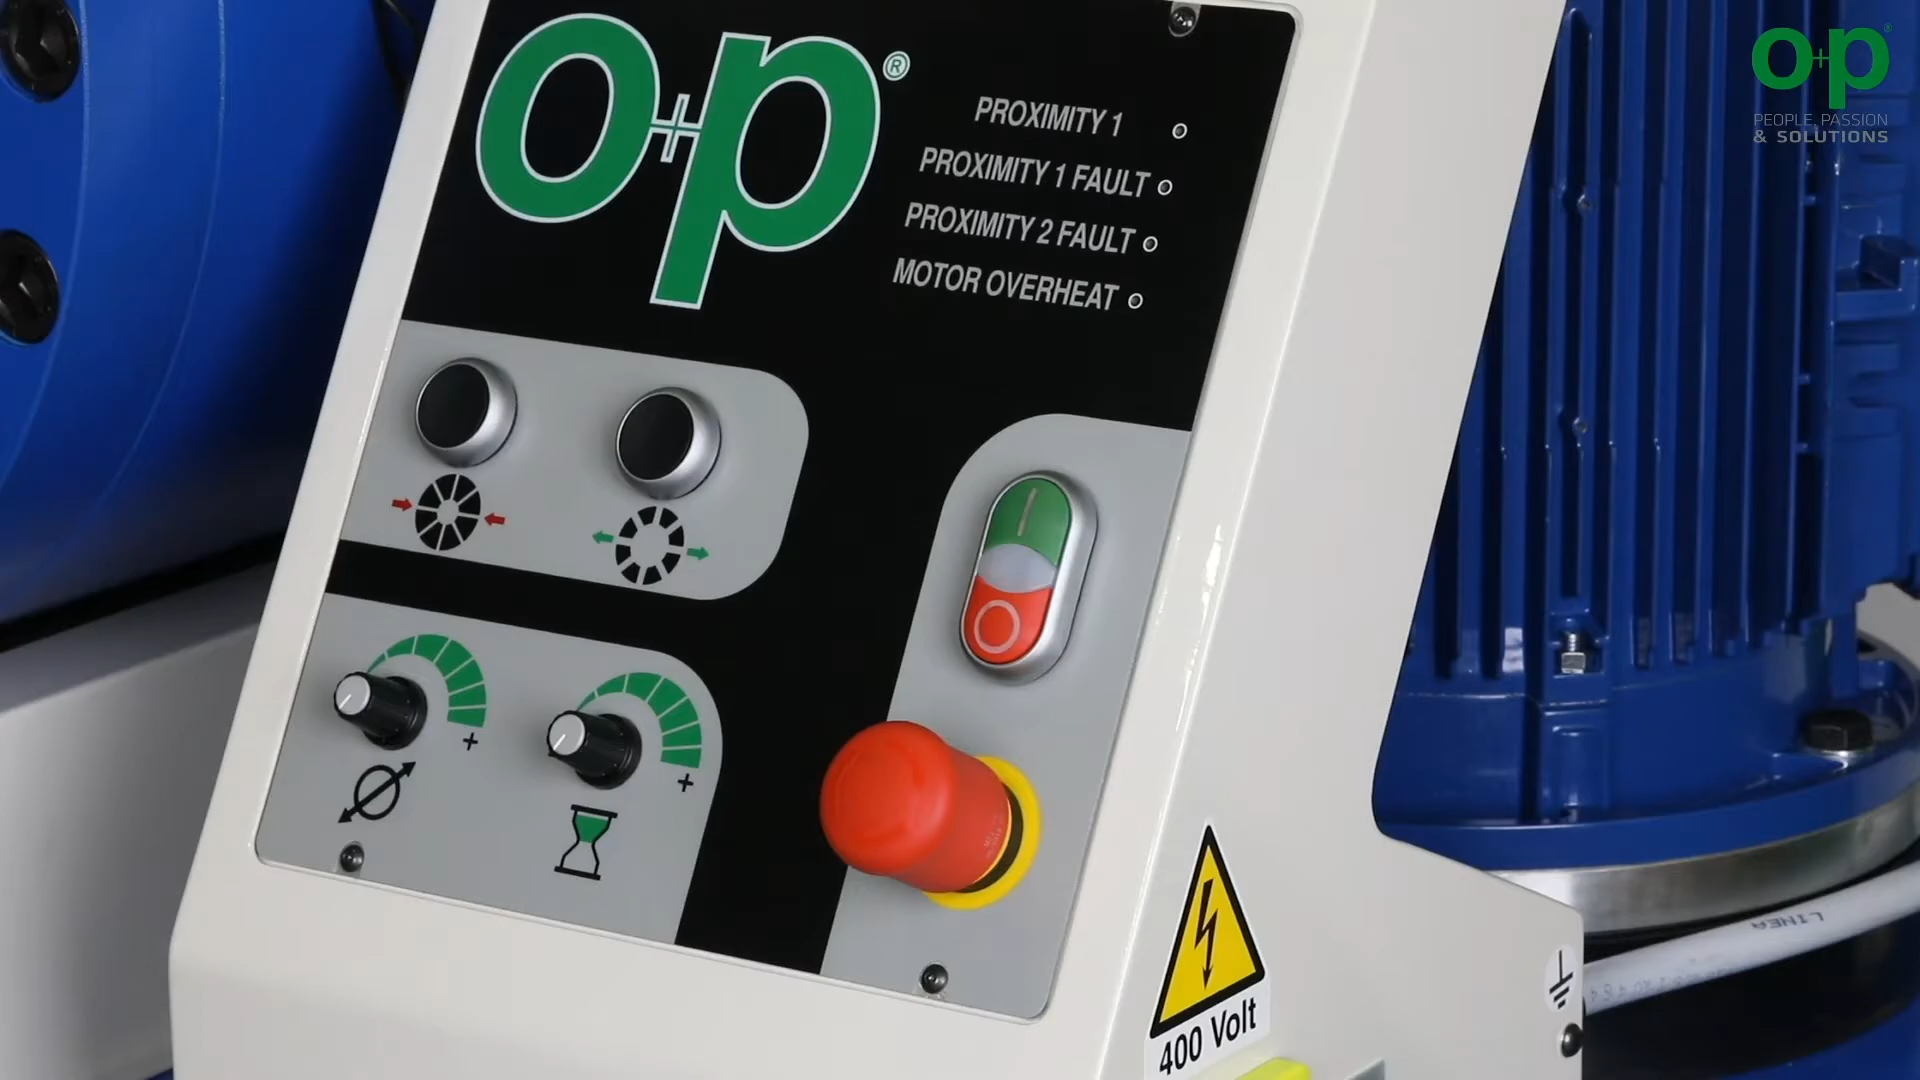 o+p®
PROXIMITY 1
PROXIMITY 1 FAULT
PROXIMITY 2 FAULT
MOTOR OVERHEAT
+
+
400 Volt
LINEA
o+p®
PEOPLE, PASSION
& SOLUTIONS